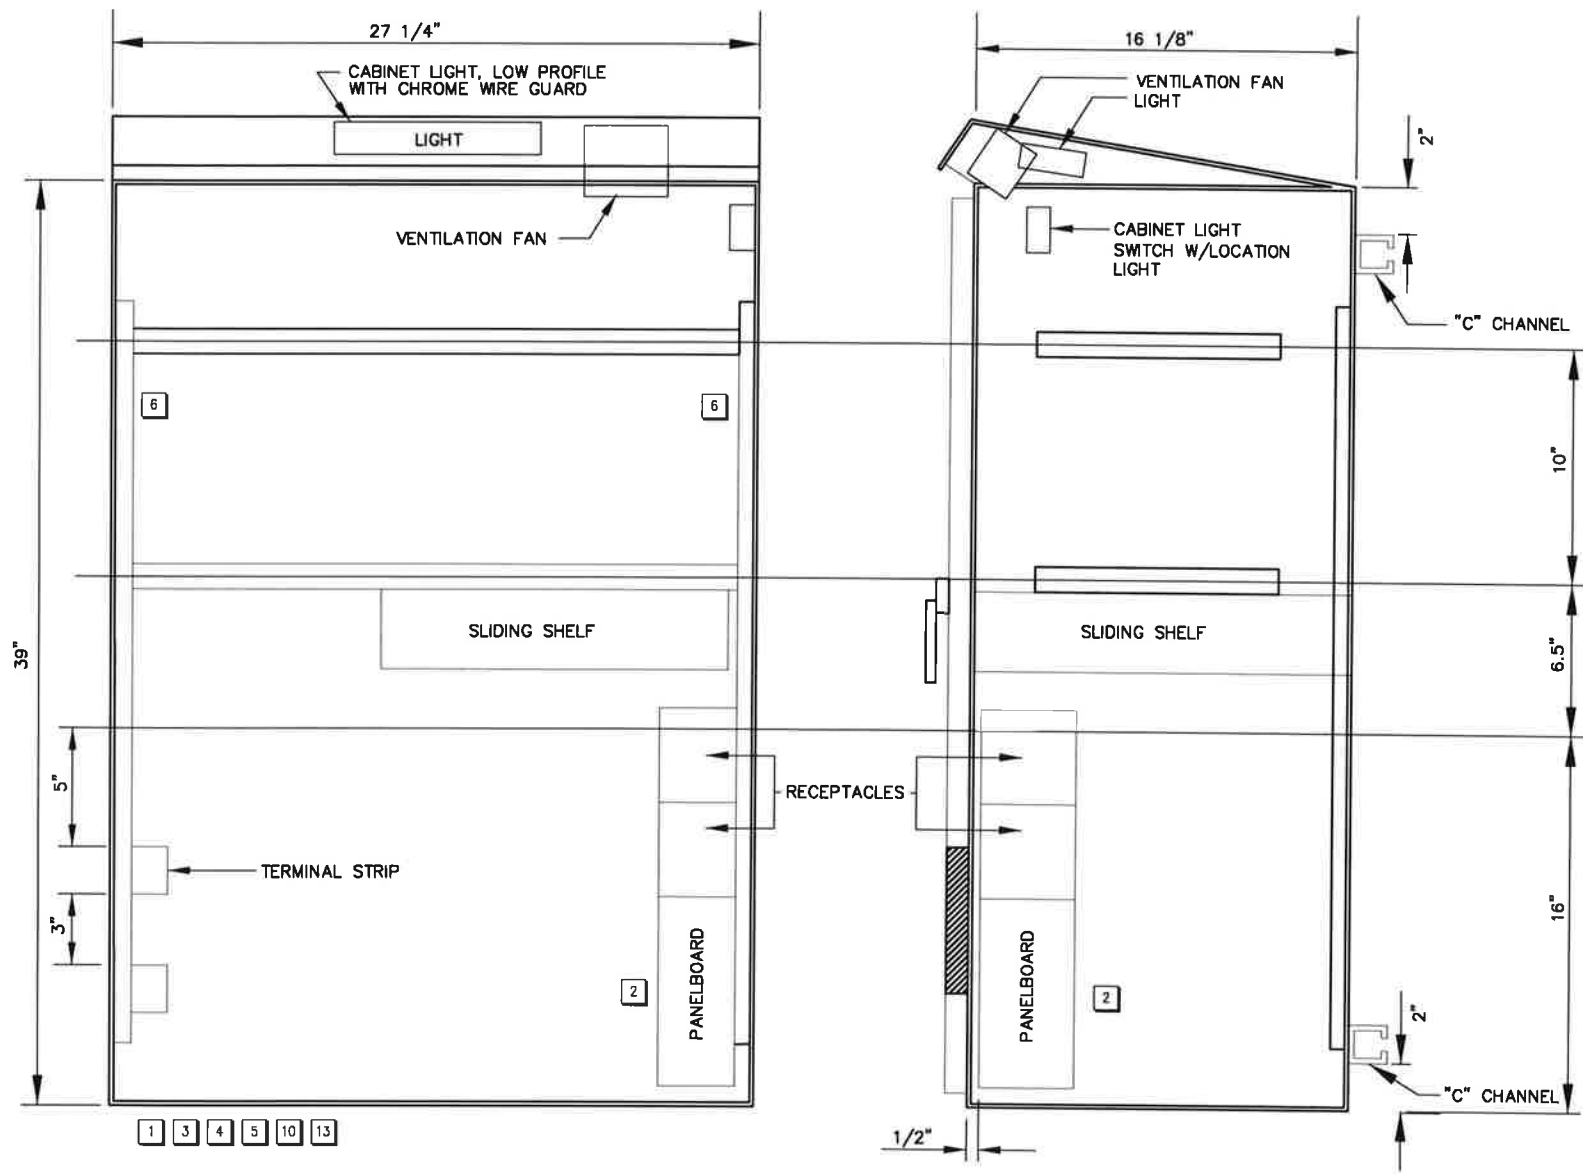 27 1/4"
16 1/8"
CABINET LIGHT, LOW PROFILE
WITH CHROME WIRE GUARD
VENTILATION FAN
LIGHT
LIGHT
2"
VENTILATION FAN
CABINET LIGHT
SWITCH W/LOCATION
LIGHT
"C" CHANNEL
6
6
10"
SLIDING SHELF
SLIDING SHELF
39"
6.5"
5"
RECEPTACLES
TERMINAL STRIP
3"
16"
PANELBOARD
PANELBOARD
2
2
2"
"C" CHANNEL
1 3 4 5 10 13
1/2"